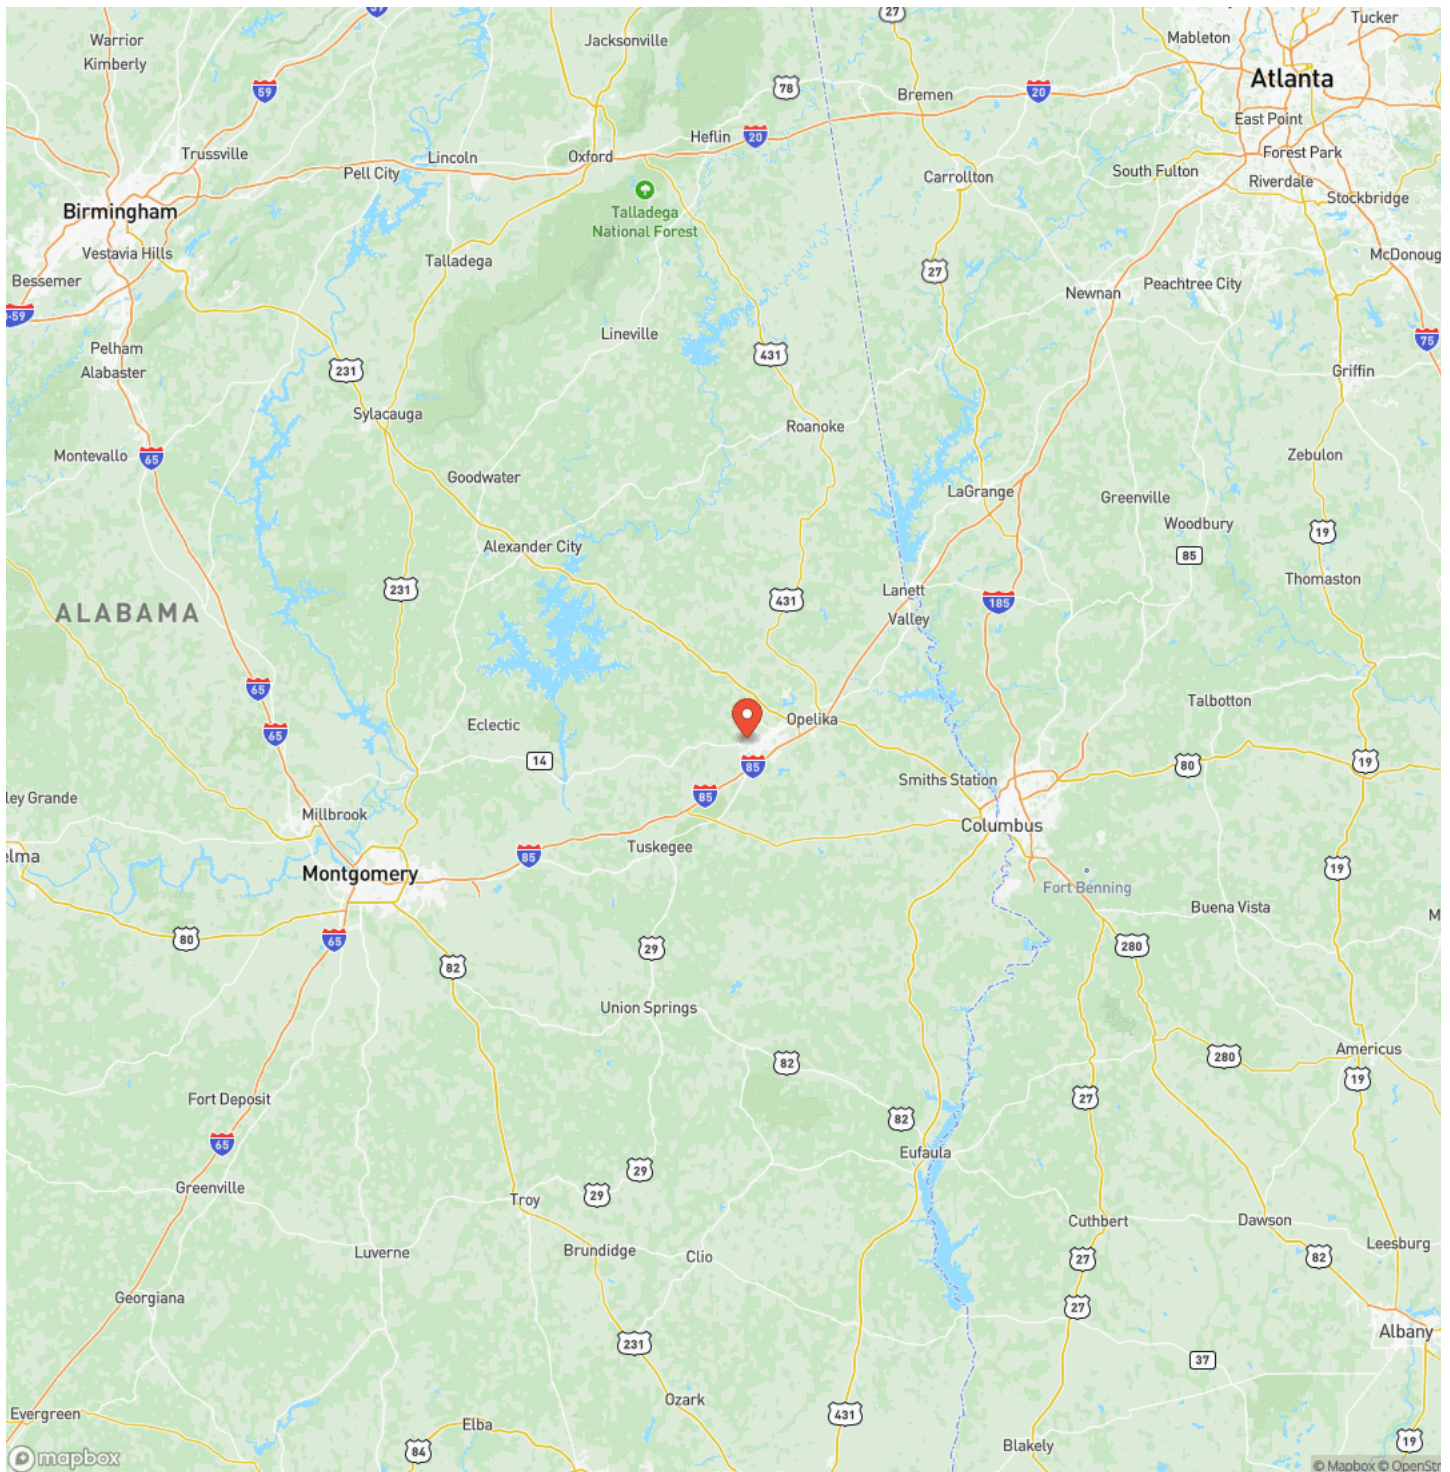 59
27
Tucker
Warrior
Jacksonville
Mableton
Kimberly
59
78
Bremen
20
Atlanta
East Point
Heflin
20
Trussville
Lincoln
Oxford
Forest Park
Pell City
Carrollton
South Fulton
Riverdale
Stockbridge
Birmingham
Talladega
National Forest
Vestavia Hills
Talladega
McDonoug
Bessemer
27
Peachtree City
Newnan
-59
Lineville
75
Pelham
431
Alabaster
231
Griffin
Sylacauga
Roanoke
Montevallo
65
Zebulon
Goodwater
LaGrange
Greenville
Woodbury
19
Alexander City
85
Thomaston
231
431
Lanett
185
ALABAMA
Valley
65
Talbotton
Eclectic
Opelika
65
14
85
80
19
Smiths Station
85
ley Grande
Millbrook
Columbus
Tuskegee
elma
85
Montgomery
19
Fort Benning
Buena Vista
M
80
65
29
280
82
Union Springs
82
280
Americus
19
Fort Deposit
27
82
65
Eufaula
29
Greenville
29
Troy
Cuthbert
Dawson
Luverne
Brundidge
Clio
Leesburg
27
82
Georgiana
27
231
Albany
37
Ozark
Evergreen
431
Elba
84
Blakely
19
mapbox
© Mapbox © OpenStr